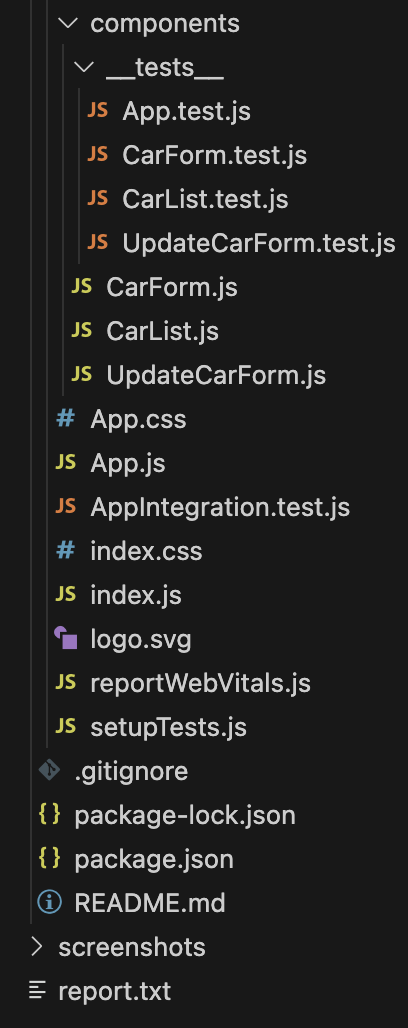 components
__tests__
JS App.test.js
JS CarForm.test.js
JS CarList.test.js
JS UpdateCarForm.test.js
JS CarForm.js
JS CarList.js
JS UpdateCarForm.js
# App.css
JS App.js
JS AppIntegration.test.js
# index.css
JS index.js
logo.svg
JS reportWebVitals.js
JS setupTests.js
.gitignore
{} package-lock.json
{} package.json
README.md
screenshots
report.txt